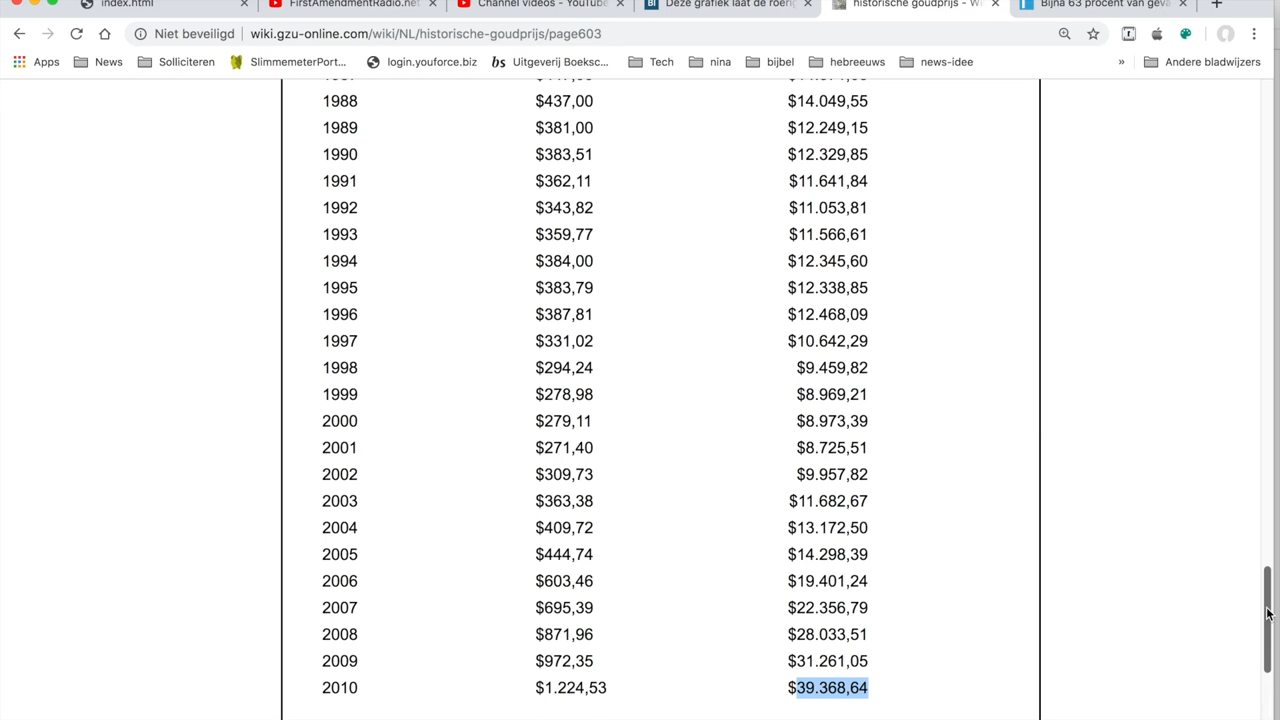 index.html
FirstAmendmentRadio.net
Channel videos - YouTube
Deze grafiek laat de roerig
historische goudprijs - Wi
Bijna 63 procent van geva
Niet beveiligd
wiki.gzu-online.com/wiki/NL/historische-goudprijs/page603
Apps News Solliciteren SlimmemeterPort... login.youforce.biz bs Uitgeverij Boeksc... Tech nina bijbel hebreeuws news-idee » Andere bladwijzers
1988 $437,00 $14.049,55
1989 $381,00 $12.249,15
1990 $383,51 $12.329,85
1991 $362,11 $11.641,84
1992 $343,82 $11.053,81
1993 $359,77 $11.566,61
1994 $384,00 $12.345,60
1995 $383,79 $12.338,85
1996 $387,81 $12.468,09
1997 $331,02 $10.642,29
1998 $294,24 $9.459,82
1999 $278,98 $8.969,21
2000 $279,11 $8.973,39
2001 $271,40 $8.725,51
2002 $309,73 $9.957,82
2003 $363,38 $11.682,67
2004 $409,72 $13.172,50
2005 $444,74 $14.298,39
2006 $603,46 $19.401,24
2007 $695,39 $22.356,79
2008 $871,96 $28.033,51
2009 $972,35 $31.261,05
2010 $1.224,53 $39.368,64